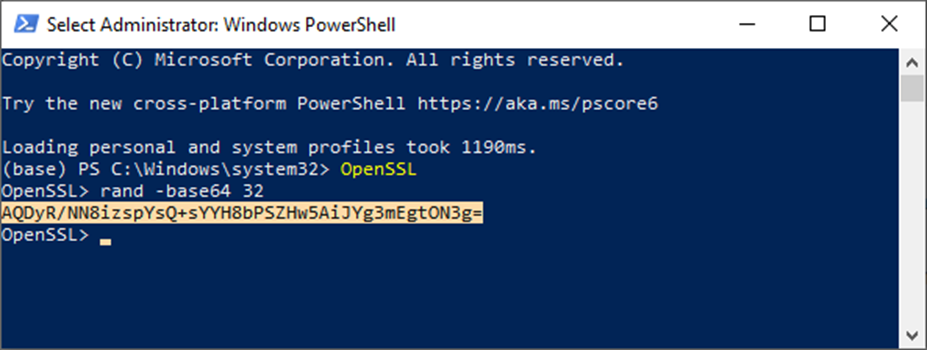 Select Administrator: Windows PowerShell
Copyright (C) Microsoft Corporation. All rights reserved.
Try the new cross-platform PowerShell https://aka.ms/pscore6
Loading personal and system profiles took 1190ms.
(base) PS C:\Windows\system32> OpenSSL
OpenSSL> rand -base64 32
AQDyR/NN8izspYsQ+sYYH8bPSZHw5AiJYg3mEgtON3g=
OpenSSL>